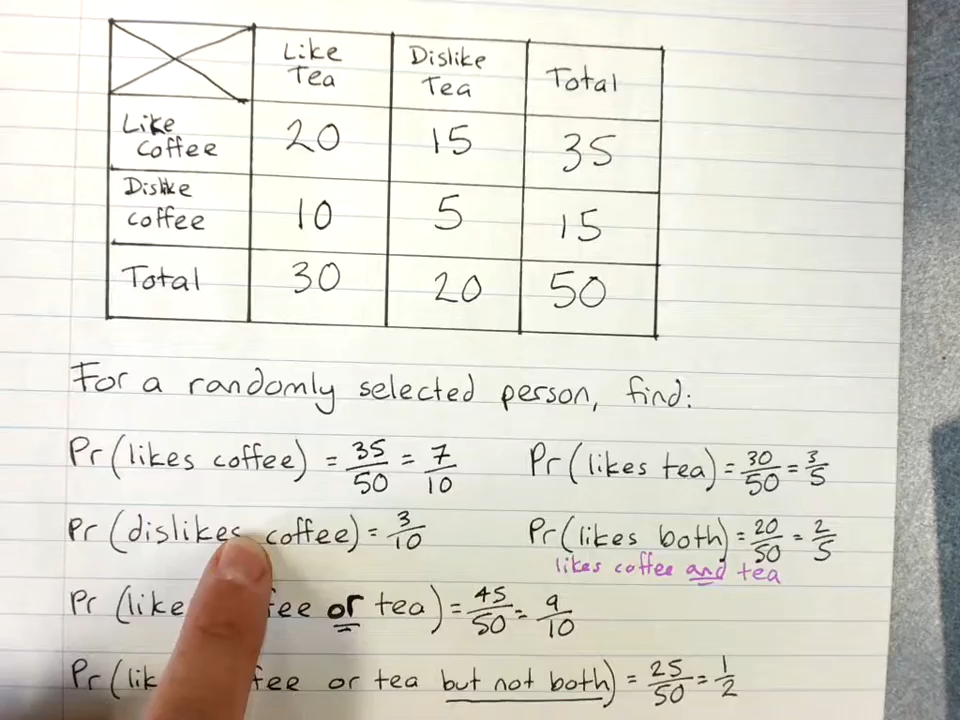 Like Tea Dislike Tea Total
Like coffee 20 15 35
Dislike coffee 10 5 15
Total 30 20 50
For a randomly selected person, find:
Pr(likes coffee) = 35/50 = 7/10 Pr(likes tea) = 30/50 = 3/5
Pr(dislikes coffee) = 3/10 Pr(likes both) = 20/50 = 2/5
likes coffee and tea
Pr (like or tea) = 45/50 = 9/10
Pr ( or tea but not both) = 25/50 = 1/2